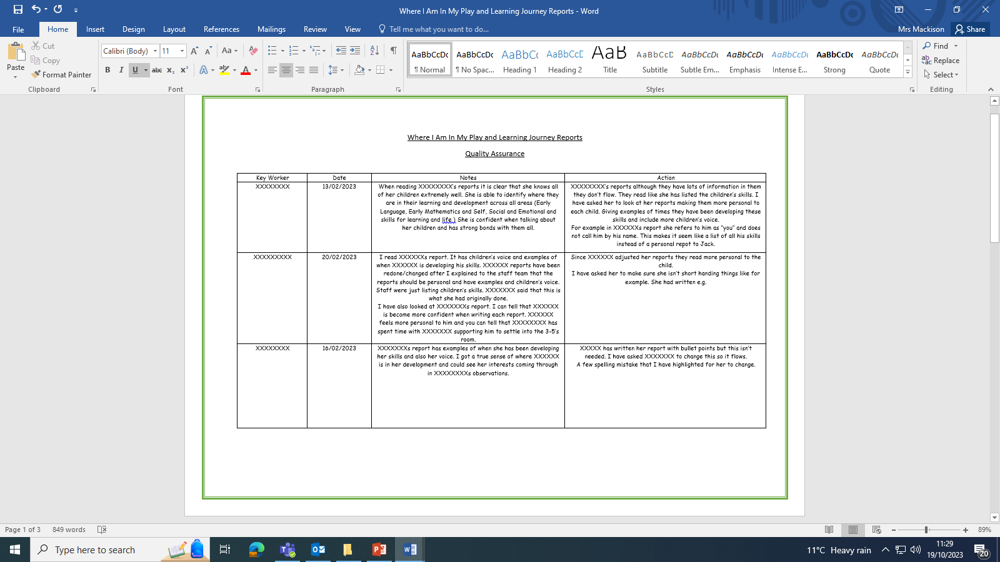 Where I Am In My Play and Learning Journey Reports - Word
File Home Insert Design Layout References Mailings Review View Tell me what you want to do... Mrs Mackison Share
Paste Cut Copy Format Painter Clipboard
Calibri (Body) 11 Font
Paragraph
AaBbCcDc ¶ Normal
AaBbCcDc ¶ No Spac...
AaBbCc Heading 1
AaBbCcD Heading 2
AaB Title
AaBbCcD Subtitle
AaBbCcDc Subtle Em...
AaBbCcDc Emphasis
AaBbCcDc Intense E...
AaBbCcDc Strong
AaBbCcDc Quote
Styles
Find Replace Select Editing
Where I Am In My Play and Learning Journey Reports
Quality Assurance
Key Worker Date Notes Action
XXXXXXXX 13/02/2023
When reading XXXXXXXX's reports it is clear that she knows all
of her children extremely well. She is able to identify where they
are in their learning and development across all areas (Early
Language, Early Mathematics and Self, Social and Emotional and
skills for learning and life.) She is confident when talking about
her children and has strong bonds with them all.
XXXXXXXX's reports although they have lots of information in them
they don't flow. They read like she has listed the children's skills. I
have asked her to look at her reports making them more personal to
each child. Giving examples of times they have been developing these
skills and include more children's voice.
For example in XXXXXXs report she refers to him as "you" and does
not call him by his name. This makes it seem like a list of all his skills
instead of a personal repot to Jack.
XXXXXXXXX 20/02/2023
I read XXXXXXs report. It has children's voice and examples of
when XXXXXX is developing his skills. XXXXXX reports have been
redone/changed after I explained to the staff team that the
reports should be personal and have examples and children's voice.
Staff were just listing children's skills. XXXXXXX said that this is
what she had originally done.
I have also looked at XXXXXXXs report. I can tell that XXXXXX
is become more confident when writing each report. XXXXXX
feels more personal to him and you can tell that XXXXXXXX has
spent time with XXXXXXX supporting him to settle into the 3-5's
room.
Since XXXXXX adjusted her reports they read more personal to the
child.
I have asked her to make sure she isn't short handing things like for
example. She had written e.g.
XXXXXXXX 16/02/2023
XXXXXXXs report has examples of when she has been developing
her skills and also her voice. I got a true sense of where XXXXXX
is in her development and could see her interests coming through
in XXXXXXXXs observations.
XXXXX has written her report with bullet points but this isn't
needed. I have asked XXXXXXX to change this so it flows.
A few spelling mistake that I have highlighted for her to change.
Page 1 of 3 849 words 89%
Type here to search 11°C Heavy rain 11:29
19/10/2023 20